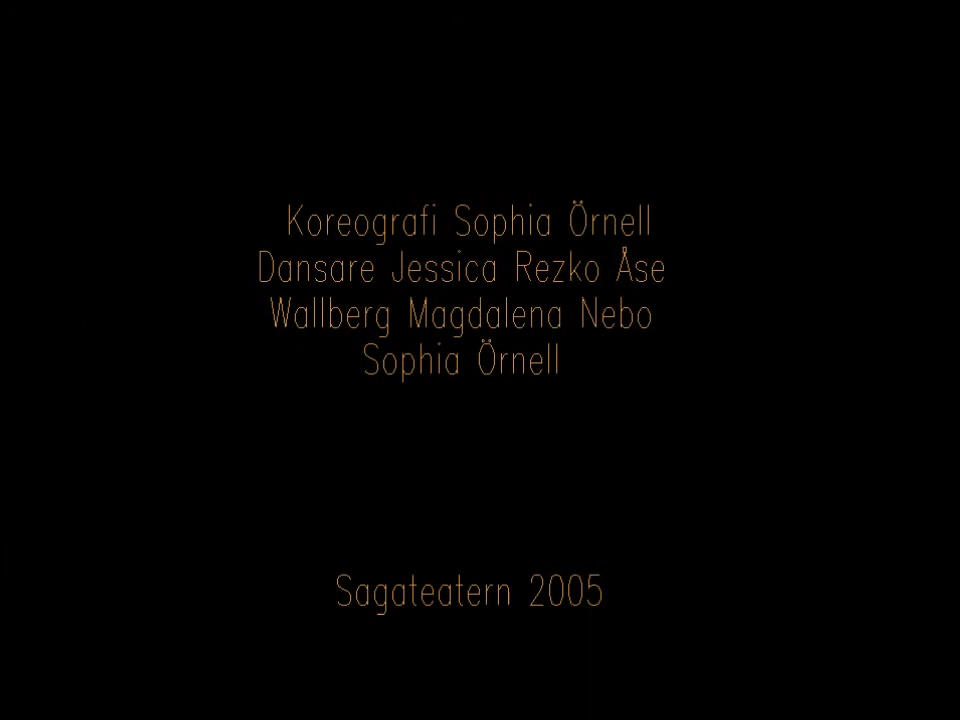 Koreografi Sophia Örnell
Dansare Jessica Rezko Åse
Wallberg Magdalena Nebo
Sophia Örnell
Sagateatern 2005